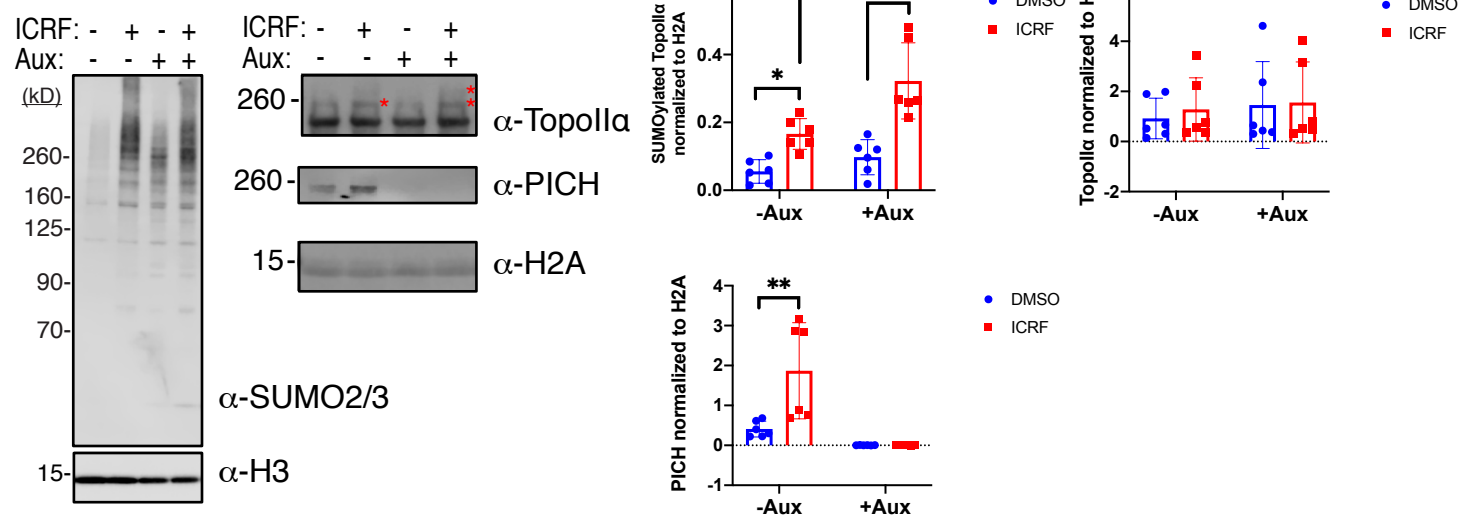 ICRF: - + - +
Aux: - - + +
(kD)
260-
160-
125-
90-
70-
α-SUMO2/3
15-
α-H3
ICRF: - + - +
Aux: - - + +
260-
*
*
*
α-TopoIIα
260-
α-PICH
15-
α-H2A
SUMOylated TopoIIα
normalized to H2A
0.4
0.2
0.0
*
-Aux
+Aux
DMSO
ICRF
TopoIIα normalized to
4
2
0
-2
-Aux
+Aux
DMSO
ICRF
PICH normalized to H2A
4
3
2
1
0
-1
**
-Aux
+Aux
DMSO
ICRF